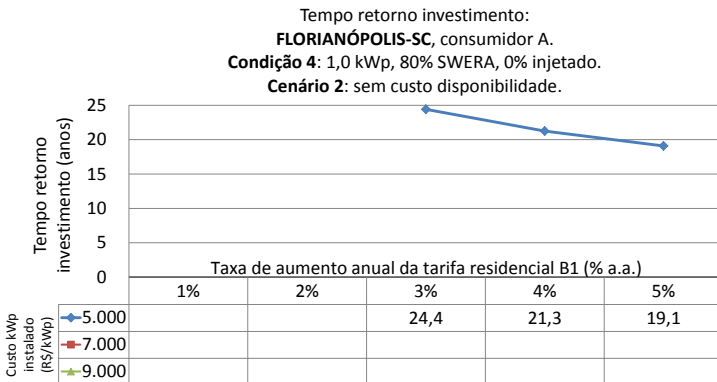 Tempo retorno investimento:
FLORIANÓPOLIS-SC, consumidor A.
Condição 4: 1,0 kWp, 80% SWERA, 0% injetado.
Cenário 2: sem custo disponibilidade.
Tempo retorno
investimento (anos)
25
20
15
10
5
0
Taxa de aumento anual da tarifa residencial B1 (% a.a.)
1% 2% 3% 4% 5%
Custo kWp
instalado
(R$/kWp)
5.000 24,4 21,3 19,1
7.000
9.000